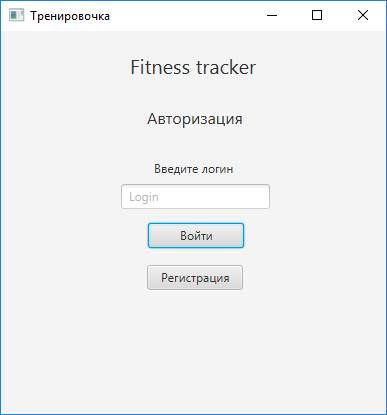 Тренировочка
Fitness tracker
Авторизация
Введите логин
Login
Войти
Регистрация